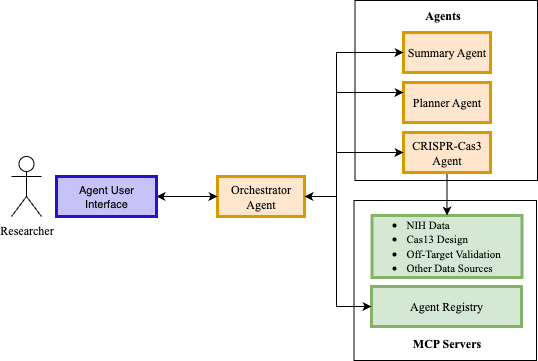 Agents
Summary Agent
Planner Agent
CRISPR-Cas3
Agent
Agent User
Interface
Orchestrator
Agent
Researcher
• NIH Data
• Cas13 Design
• Off-Target Validation
• Other Data Sources
Agent Registry
MCP Servers